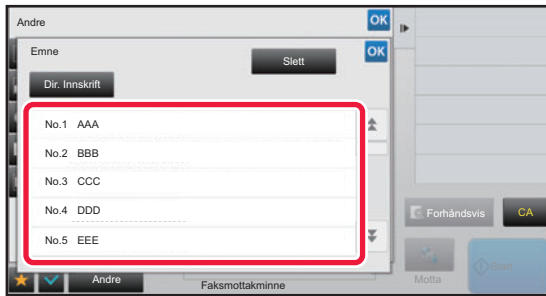 Andre
OK
Emne
Slett
OK
Dir. Innskrift
No.1 AAA
No.2 BBB
No.3 CCC
No.4 DDD
No.5 EEE
Forhåndsvis
CA
Andre
Faksmottakminne
Motta
Start